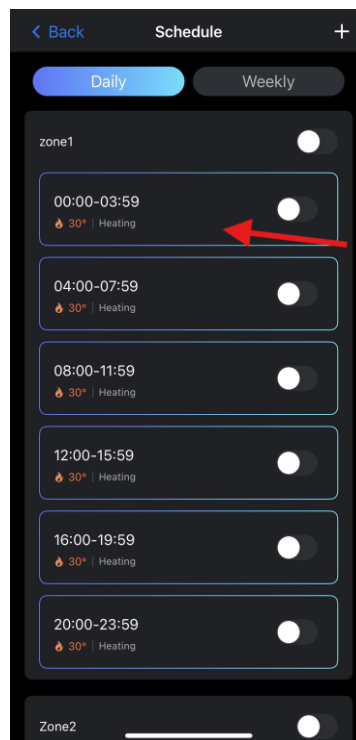 Back Schedule +
Daily Weekly
zone1
00:00-03:59
30° | Heating
04:00-07:59
30° | Heating
08:00-11:59
30° | Heating
12:00-15:59
30° | Heating
16:00-19:59
30° | Heating
20:00-23:59
30° | Heating
Zone2